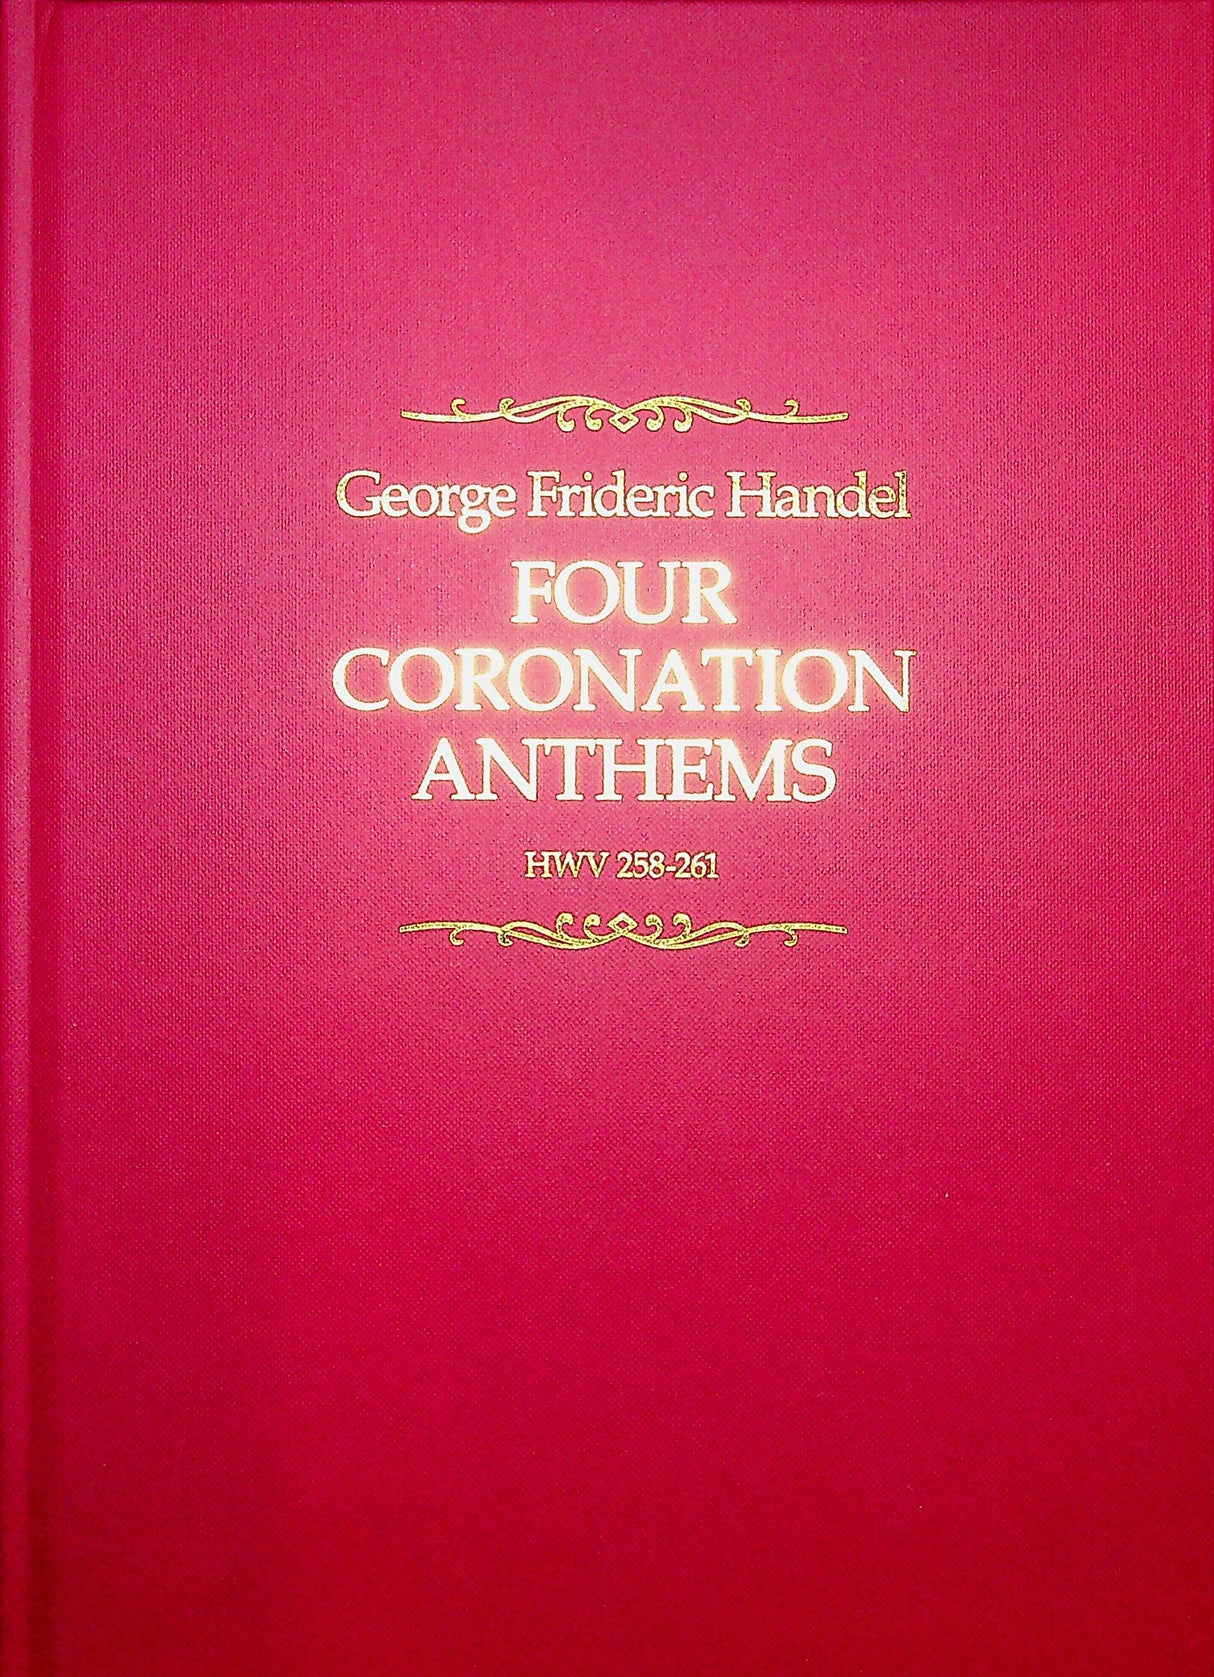 George Frideric Handel
FOUR
CORONATION
ANTHEMS
HWV 258-261